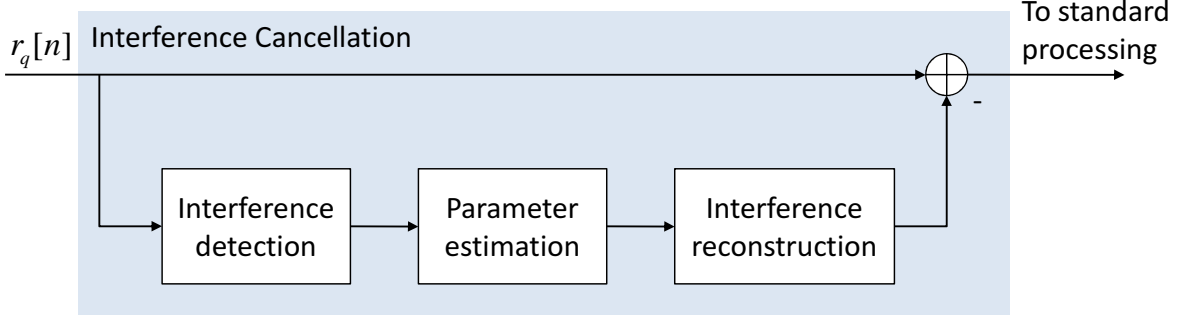 To standard
processing
r_q[n] Interference Cancellation
-
Interference
detection
Parameter
estimation
Interference
reconstruction